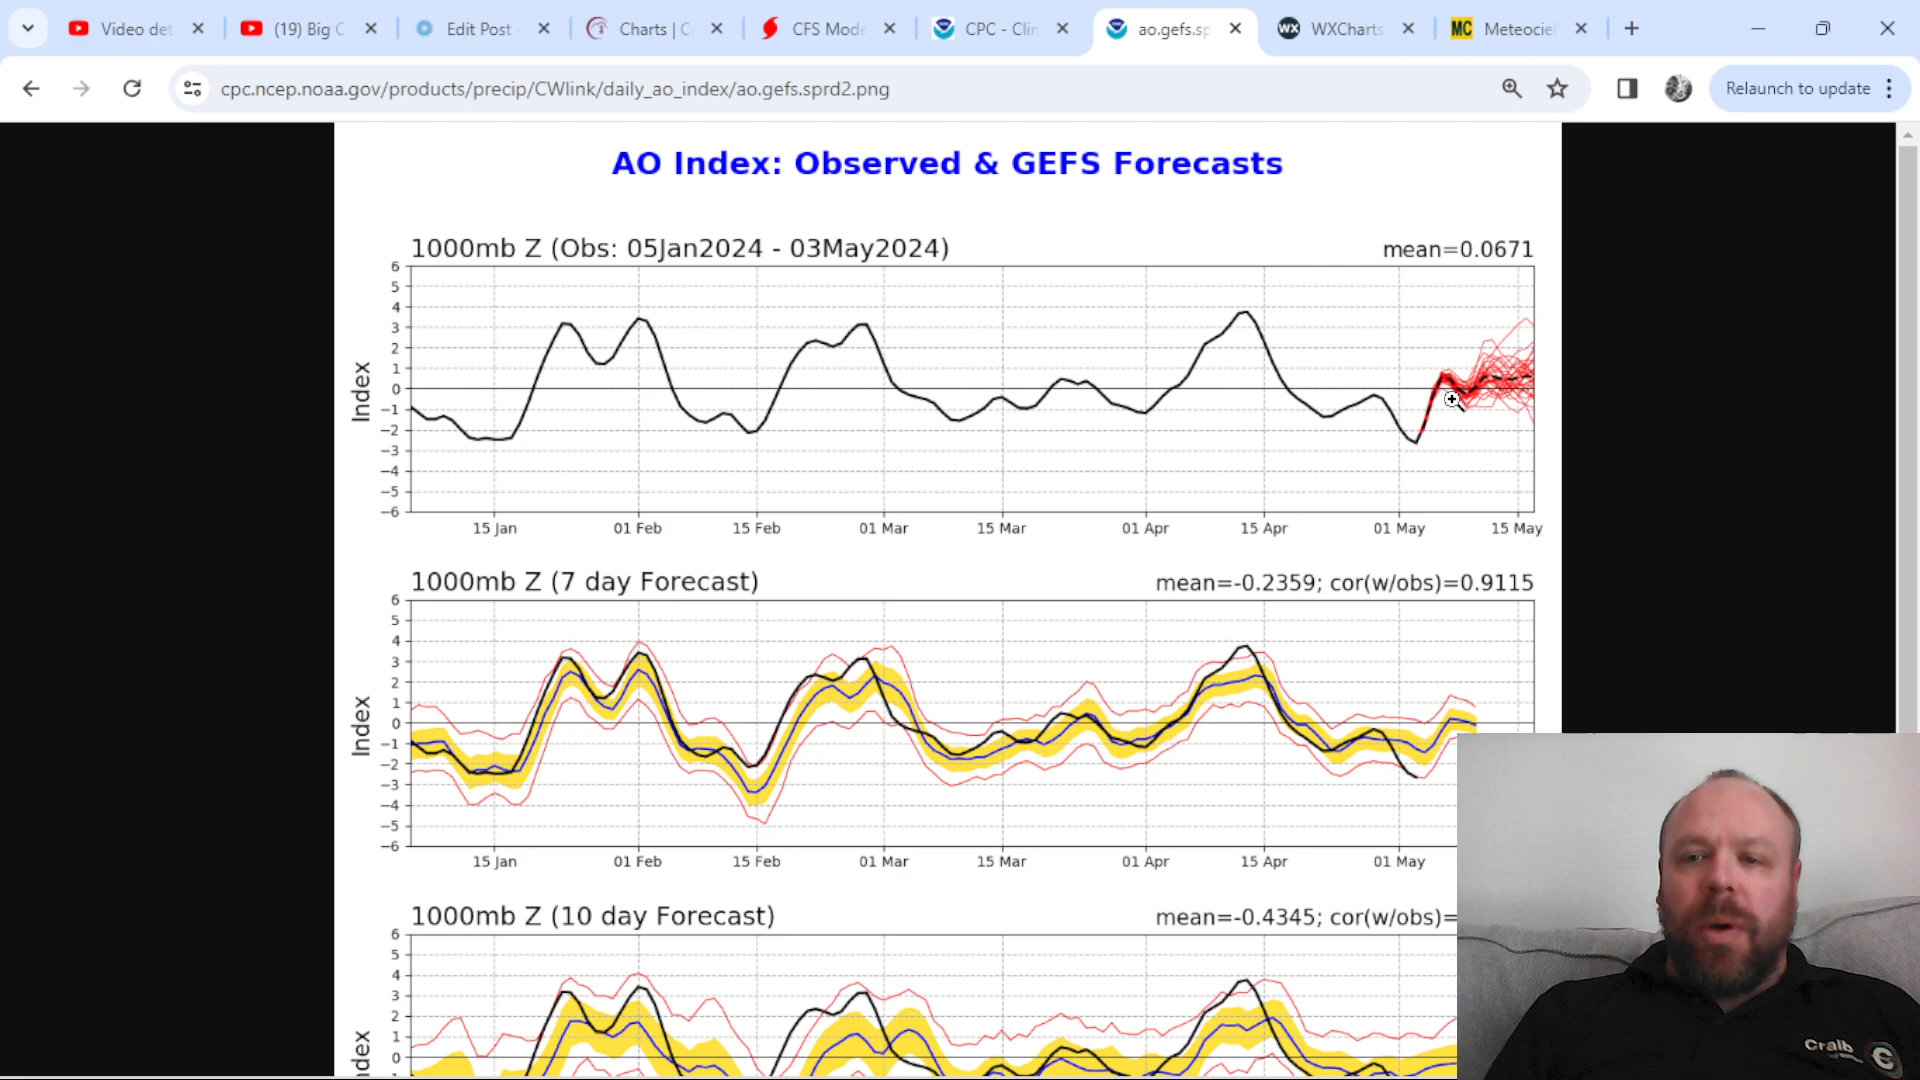 Video det
(19) Big C
Edit Post
Charts | C
CFS Mode
CPC - Clin
ao.gefs.sp
WXCharts
MC Meteociel
cpc.ncep.noaa.gov/products/precip/CWlink/daily_ao_index/ao.gefs.sprd2.png
Relaunch to update
AO Index: Observed & GEFS Forecasts
1000mb Z (Obs: 05Jan2024 - 03May2024)
mean=0.0671
6
5
4
3
2
1
0
−1
−2
−3
−4
−5
−6
Index
15 Jan
01 Feb
15 Feb
01 Mar
15 Mar
01 Apr
15 Apr
01 May
15 May
1000mb Z (7 day Forecast)
mean=-0.2359; cor(w/obs)=0.9115
6
5
4
3
2
1
0
−1
−2
−3
−4
−5
−6
Index
15 Jan
01 Feb
15 Feb
01 Mar
15 Mar
01 Apr
15 Apr
01 May
1000mb Z (10 day Forecast)
mean=-0.4345; cor(w/obs)=
6
5
4
3
2
1
0
ndex